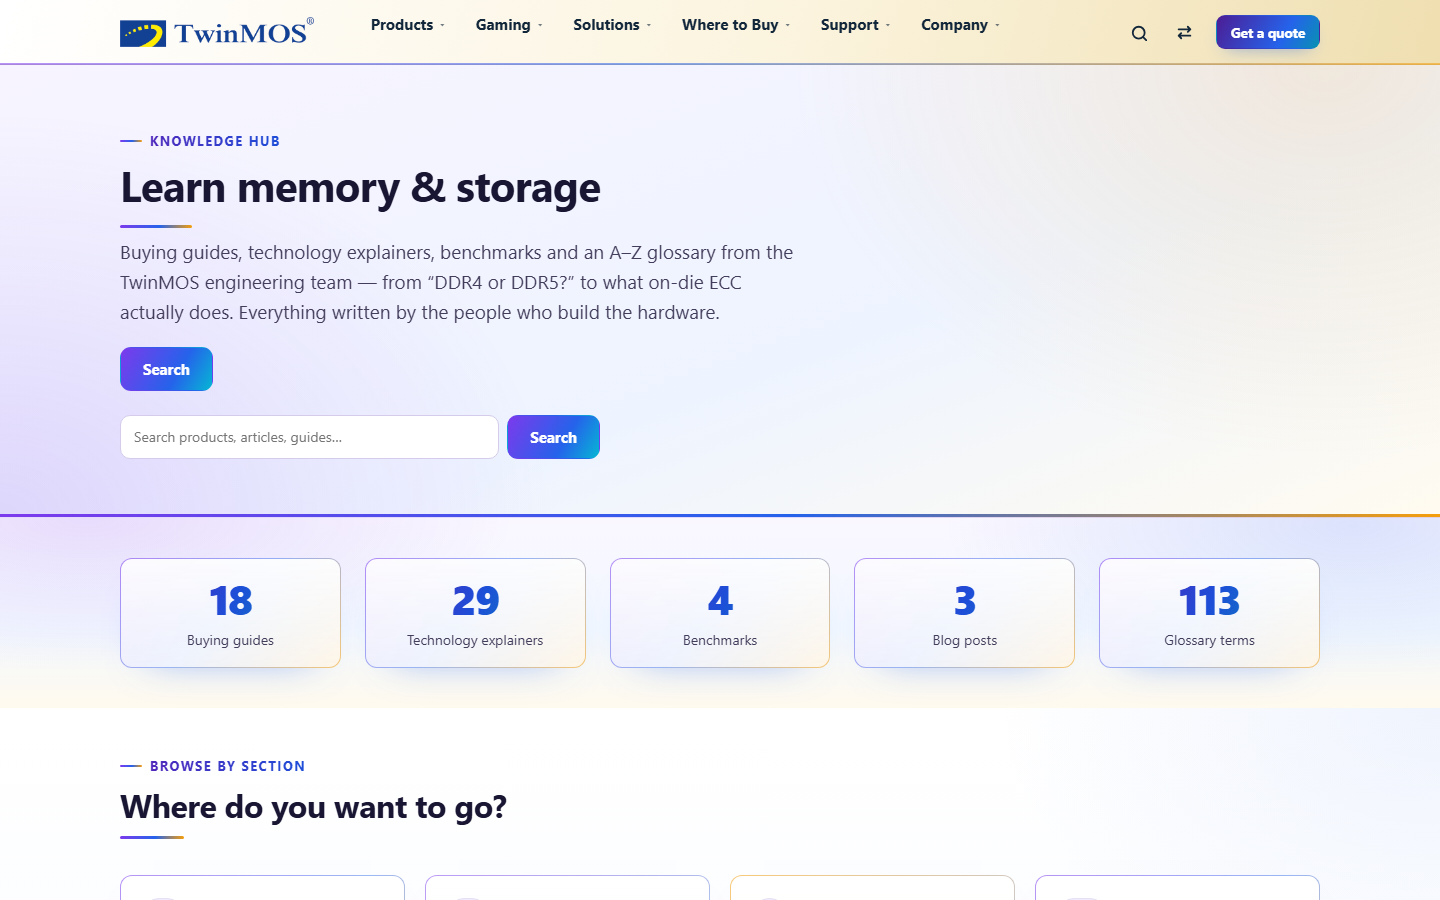 TwinMOS®
Products
Gaming
Solutions
Where to Buy
Support
Company
Get a quote
KNOWLEDGE HUB
Learn memory & storage
Buying guides, technology explainers, benchmarks and an A–Z glossary from the
TwinMOS engineering team — from “DDR4 or DDR5?” to what on-die ECC
actually does. Everything written by the people who build the hardware.
Search
Search products, articles, guides...
Search
18
Buying guides
29
Technology explainers
4
Benchmarks
3
Blog posts
113
Glossary terms
BROWSE BY SECTION
Where do you want to go?